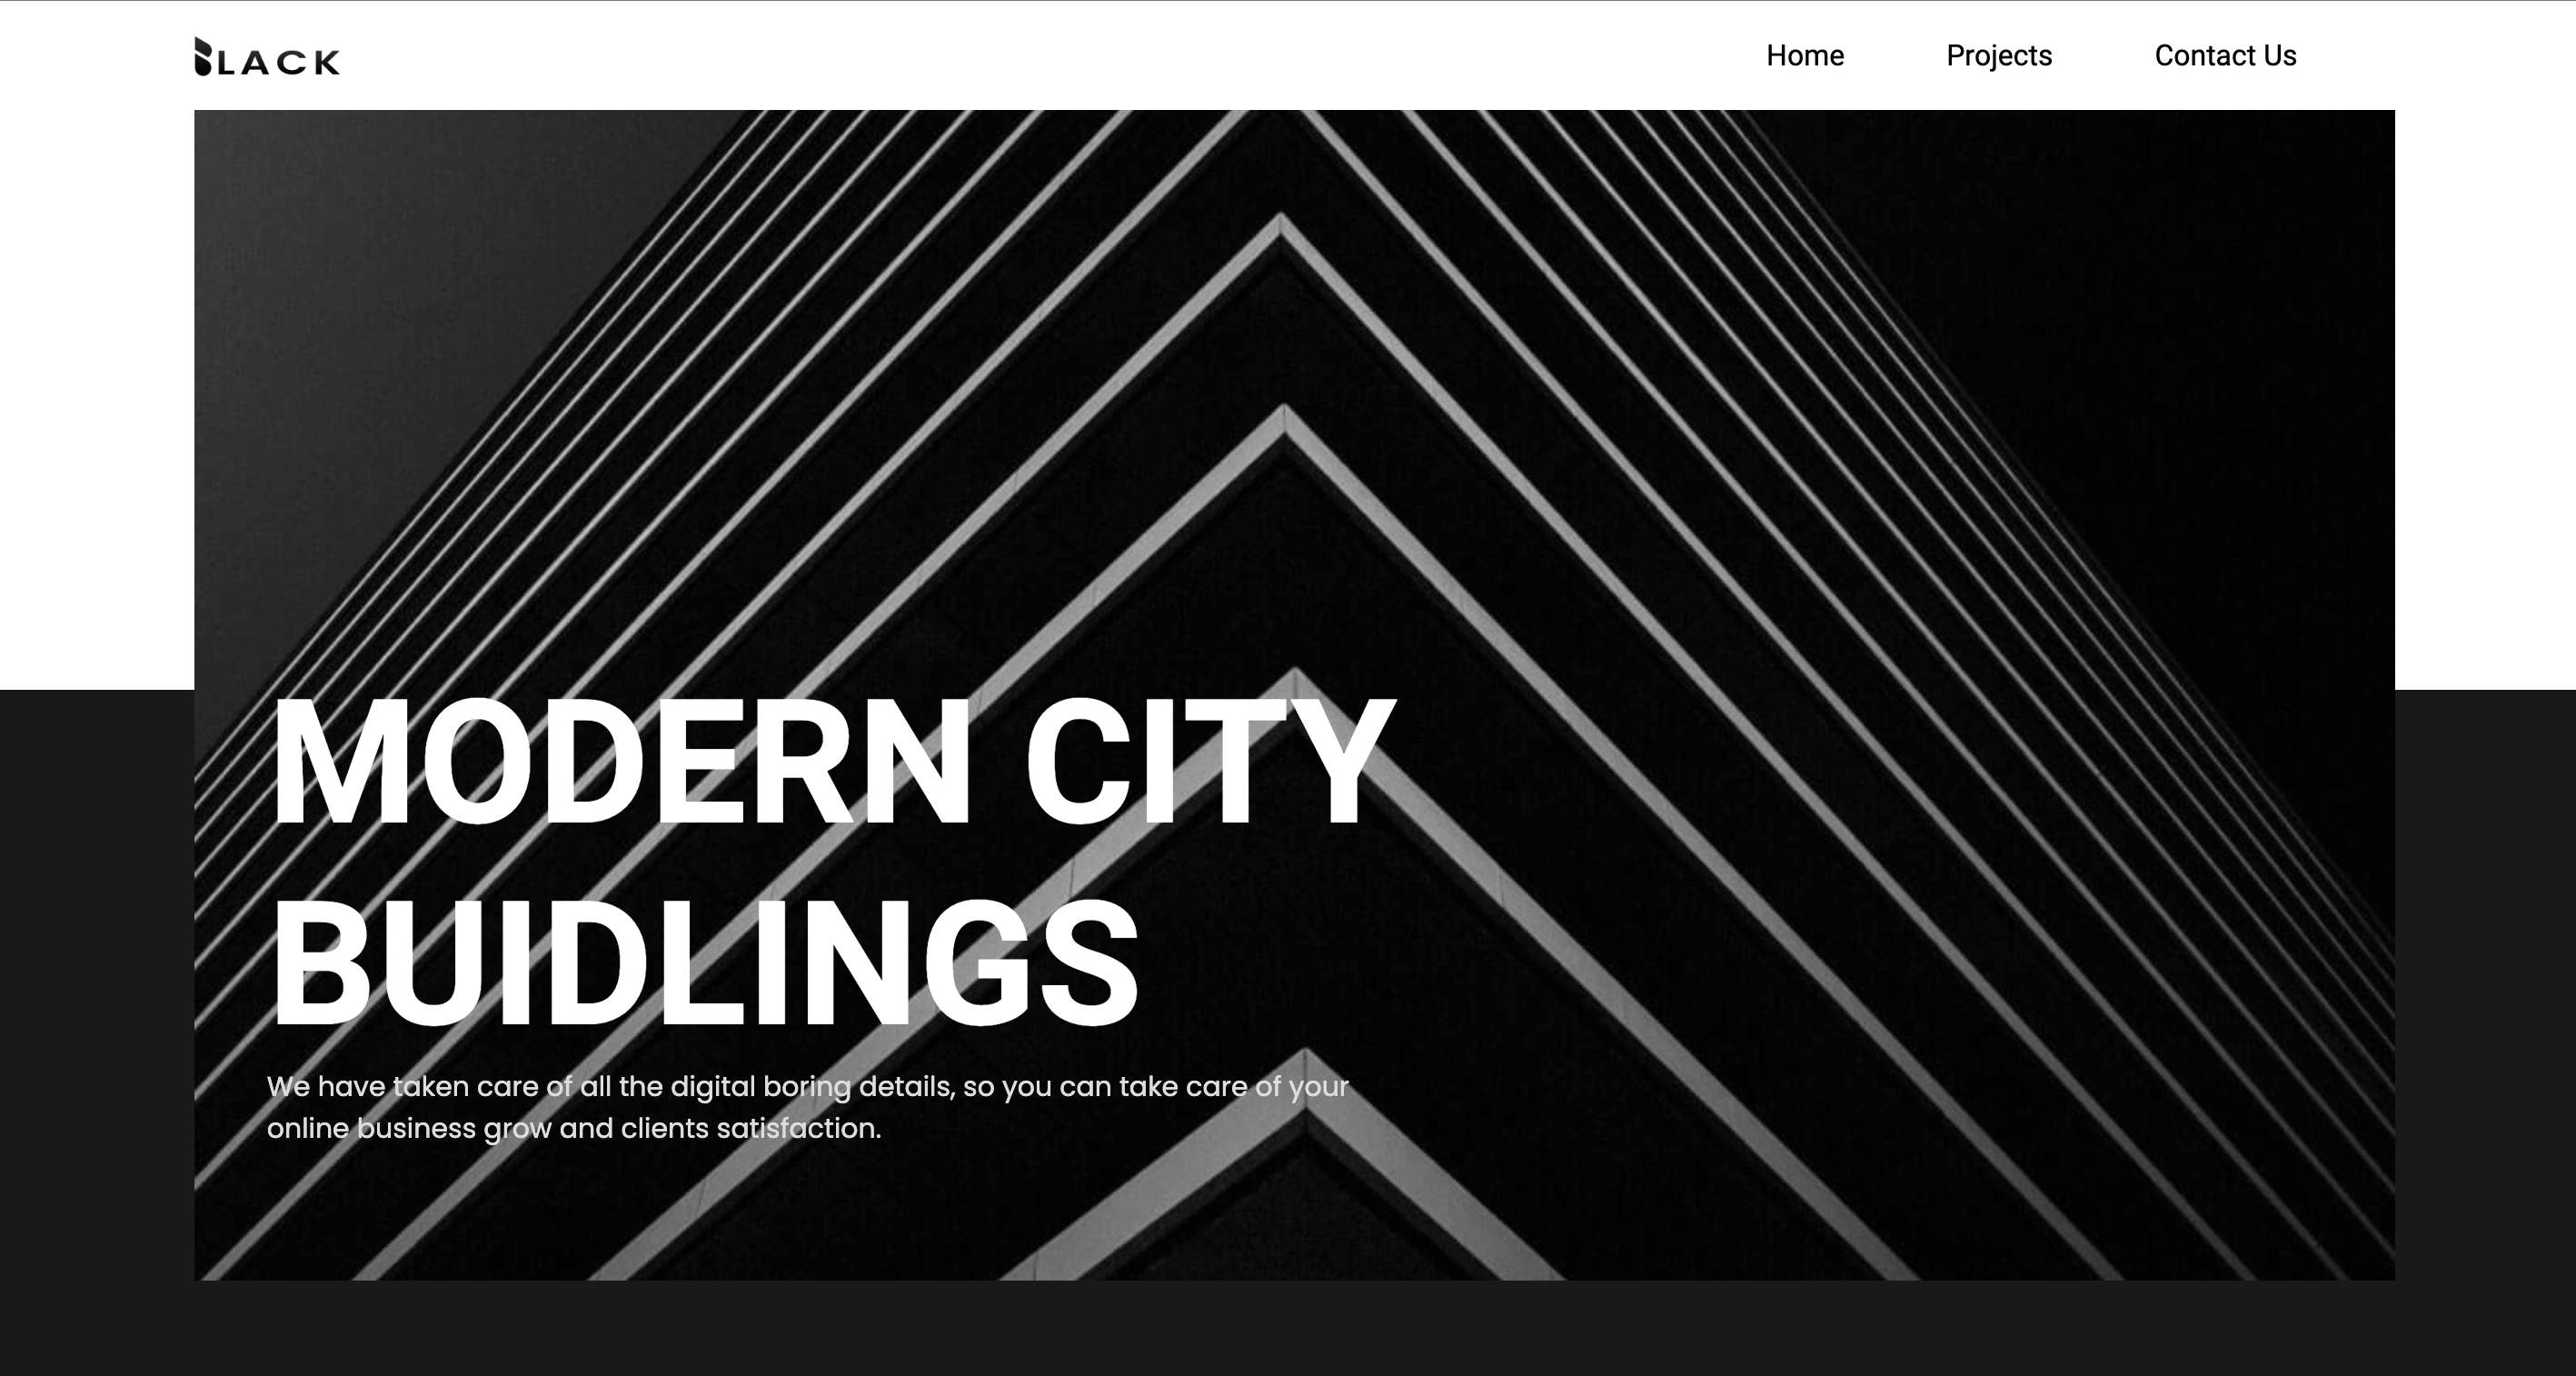 BLACK
Home Projects Contact Us
MODERN CITY
BUIDLINGS
We have taken care of all the digital boring details, so you can take care of your
online business grow and clients satisfaction.